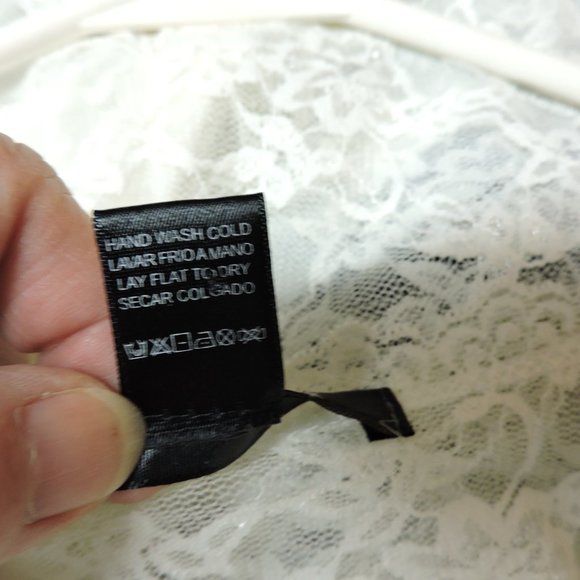 HAND WASH COLD
LAVAR FRIO A MANO
LAY FLAT TO DRY
SECAR COLGADO